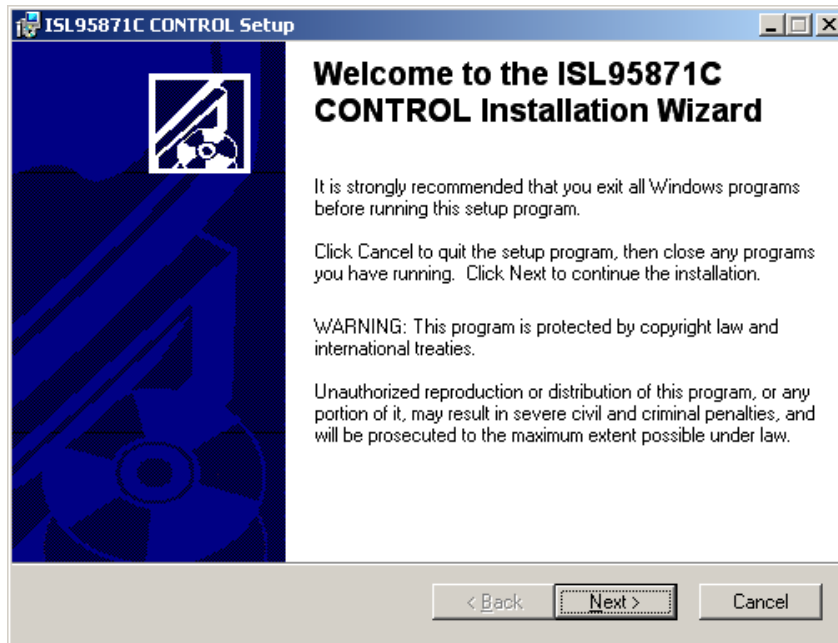 ISL95871C CONTROL Setup
Welcome to the ISL95871C
CONTROL Installation Wizard
It is strongly recommended that you exit all Windows programs
before running this setup program.
Click Cancel to quit the setup program, then close any programs
you have running.  Click Next to continue the installation.
WARNING: This program is protected by copyright law and
international treaties.
Unauthorized reproduction or distribution of this program, or any
portion of it, may result in severe civil and criminal penalties, and
will be prosecuted to the maximum extent possible under law.
< Back
Next >
Cancel